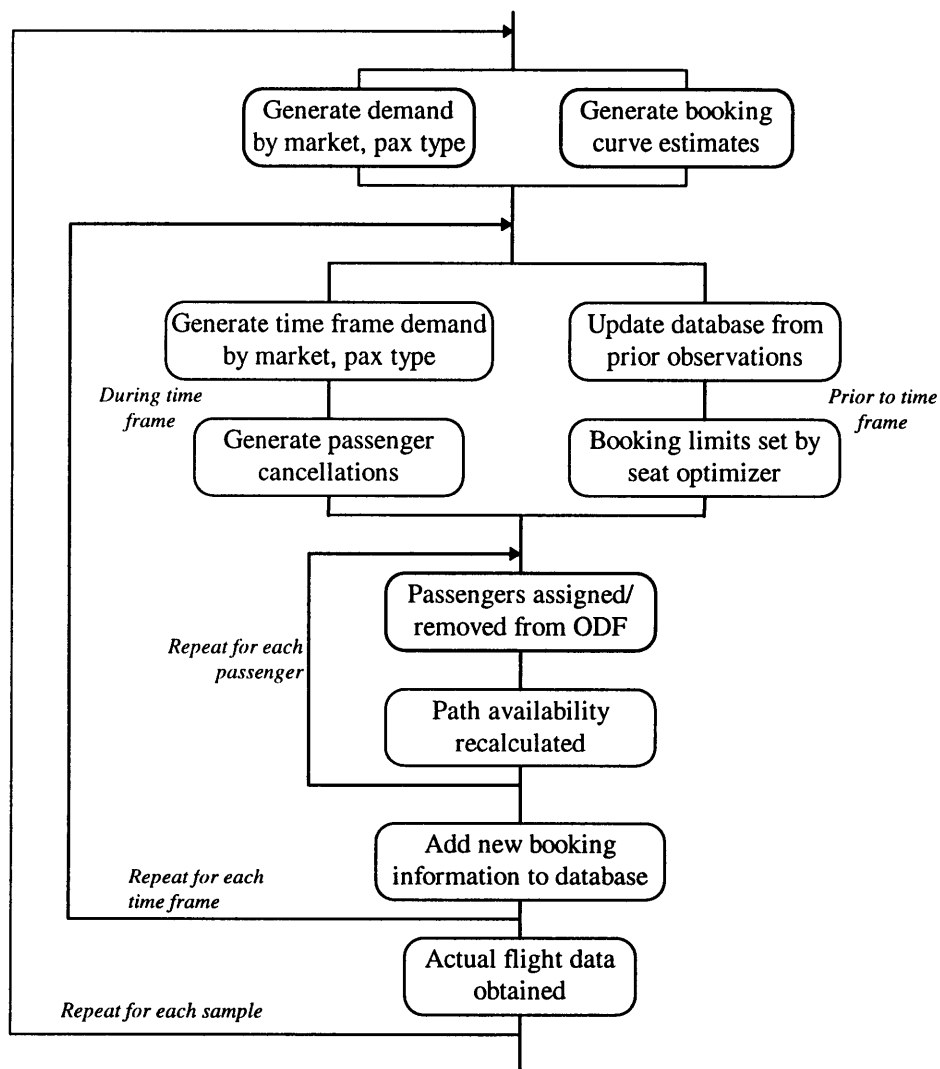 Generate demand
by market, pax type
Generate booking
curve estimates
Generate time frame demand
by market, pax type
Update database from
prior observations
During time
frame
Prior to time
frame
Generate passenger
cancellations
Booking limits set by
seat optimizer
Passengers assigned/
removed from ODF
Repeat for each
passenger
Path availability
recalculated
Add new booking
information to database
Repeat for each
time frame
Actual flight data
obtained
Repeat for each sample